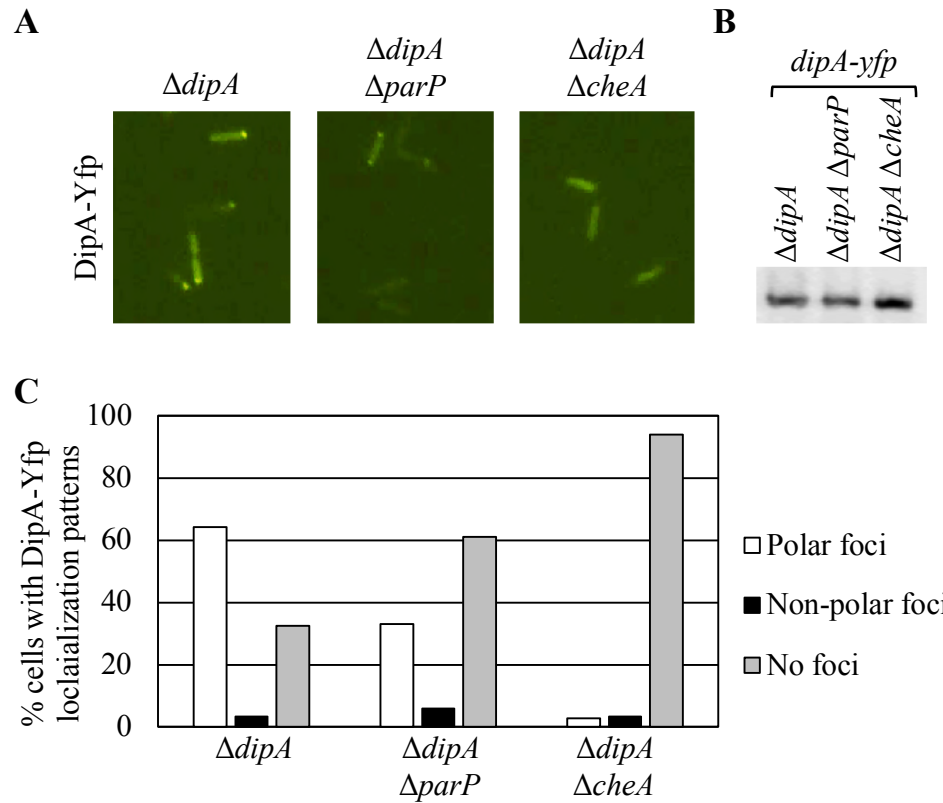 A
ΔdipA
ΔdipA
ΔparP
ΔdipA
ΔcheA
DipA-Yfp
B
dipA-yfp
ΔdipA
ΔdipA ΔparP
ΔdipA ΔcheA
C
% cells with DipA-Yfp
loclaialization patterns
100
80
60
40
20
0
ΔdipA
ΔdipA
ΔparP
ΔdipA
ΔcheA
Polar foci
Non-polar foci
No foci